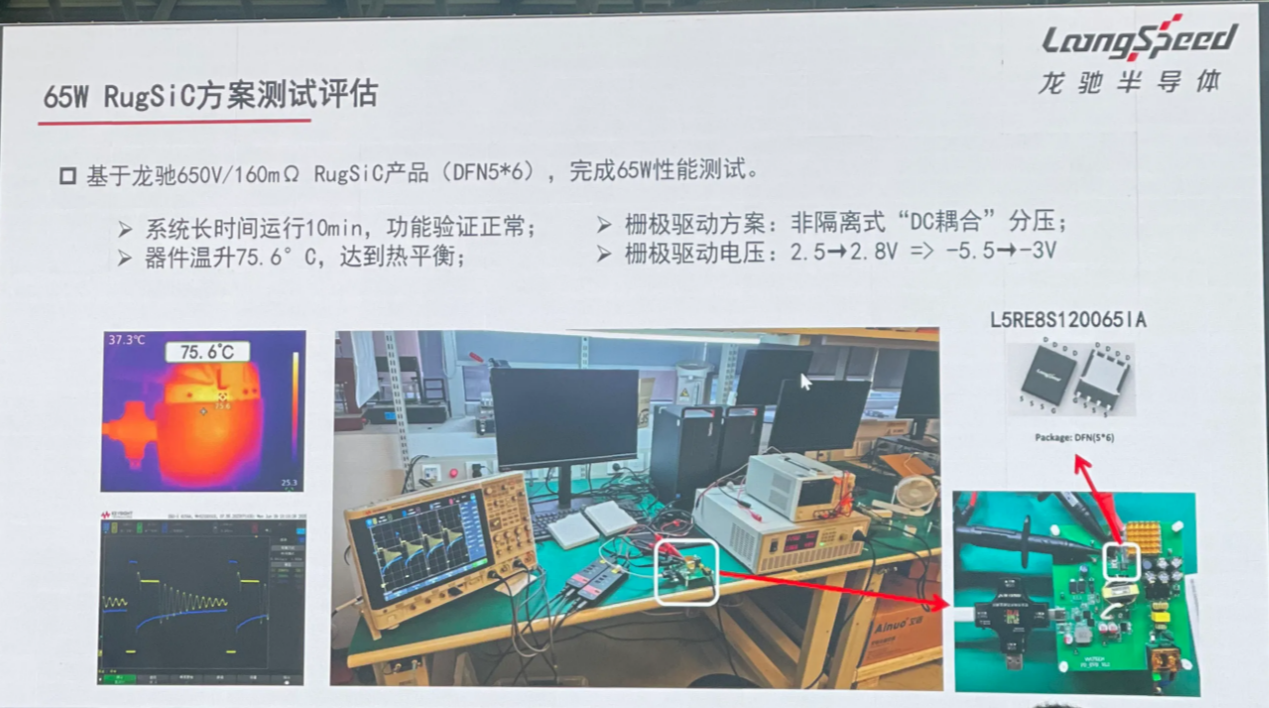 LoongSpeed
龙驰半导体
65W RugSiC方案测试评估
基于龙驰650V/160mΩ RugSiC产品（DFN5*6），完成65W性能测试。
系统长时间运行10min，功能验证正常；
器件温升75.6°C，达到热平衡；
栅极驱动方案：非隔离式“DC耦合”分压；
栅极驱动电压：2.5→2.8V => -5.5→-3V
37.3℃
75.6℃
25.3
L5RE8S120065IA
D D D D
LoongSpeed
S S S G
Package: DFN(5*6)
Ainuo